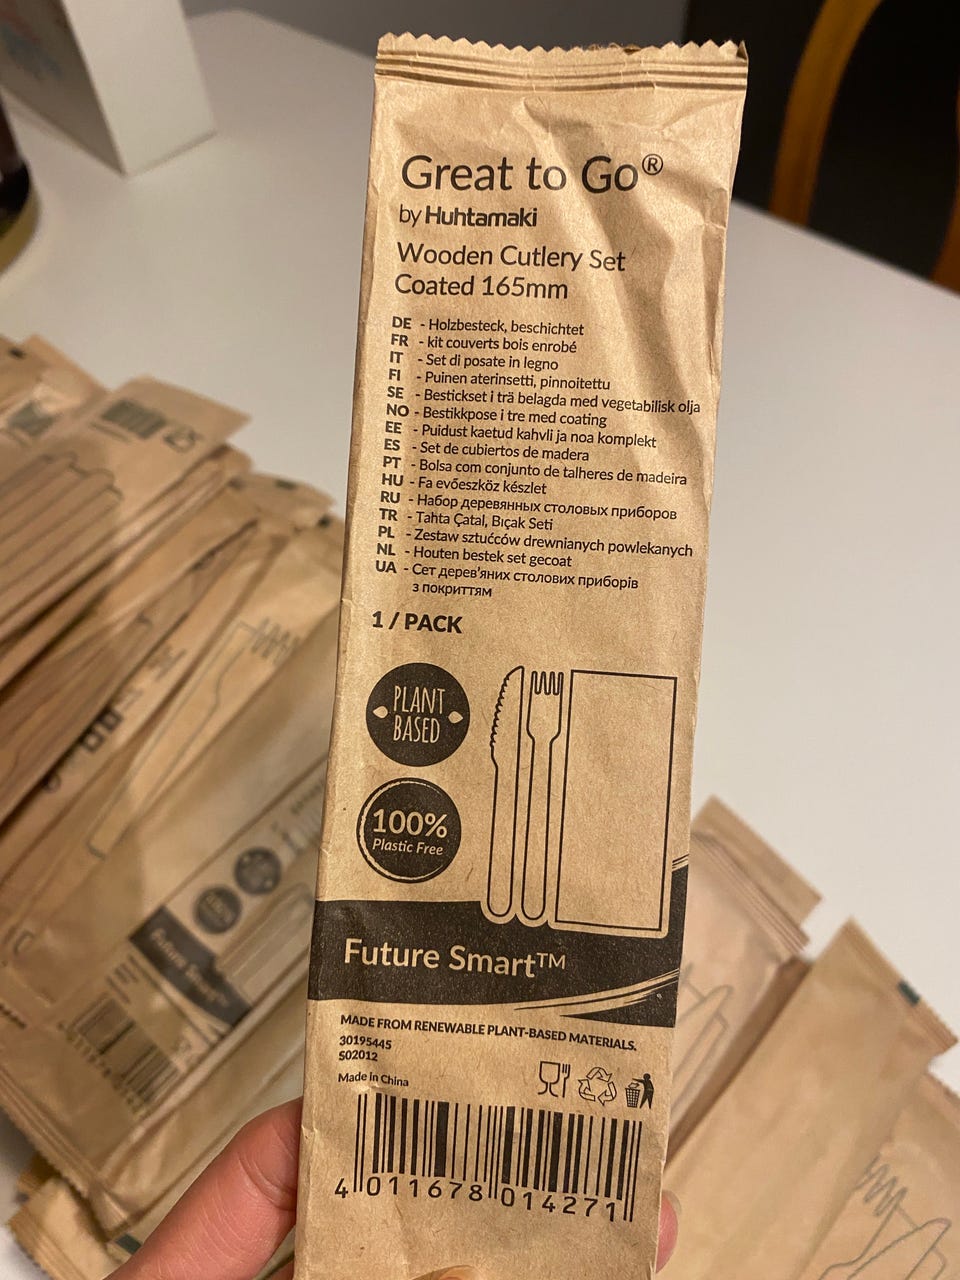 Great to Go®
by Huhtamaki
Wooden Cutlery Set
Coated 165mm
DE - Holzbesteck, beschichtet
FR - kit couverts bois enrobé
IT - Set di posate in legno
FI - Puinen aterinsetti, pinnoitettu
SE - Bestickset i trä belagda med vegetabilisk olja
NO - Bestikkpose i tre med coating
EE - Puidust kaetud kahvli ja noa komplekt
ES - Set de cubiertos de madera
PT - Bolsa com conjunto de talheres de madeira
HU - Fa evőeszköz készlet
RU - Набор деревянных столовых приборов
TR - Tahta Çatal, Bıçak Seti
PL - Zestaw sztućców drewnianych powlekanych
NL - Houten bestek set gecoat
UA - Сет дерев'яних столових приборів
з покриттям
1 / PACK
PLANT
BASED
100%
Plastic Free
Future Smart™
MADE FROM RENEWABLE PLANT-BASED MATERIALS.
30195445
S02012
Made in China
4 011678 014271
Future Smart™